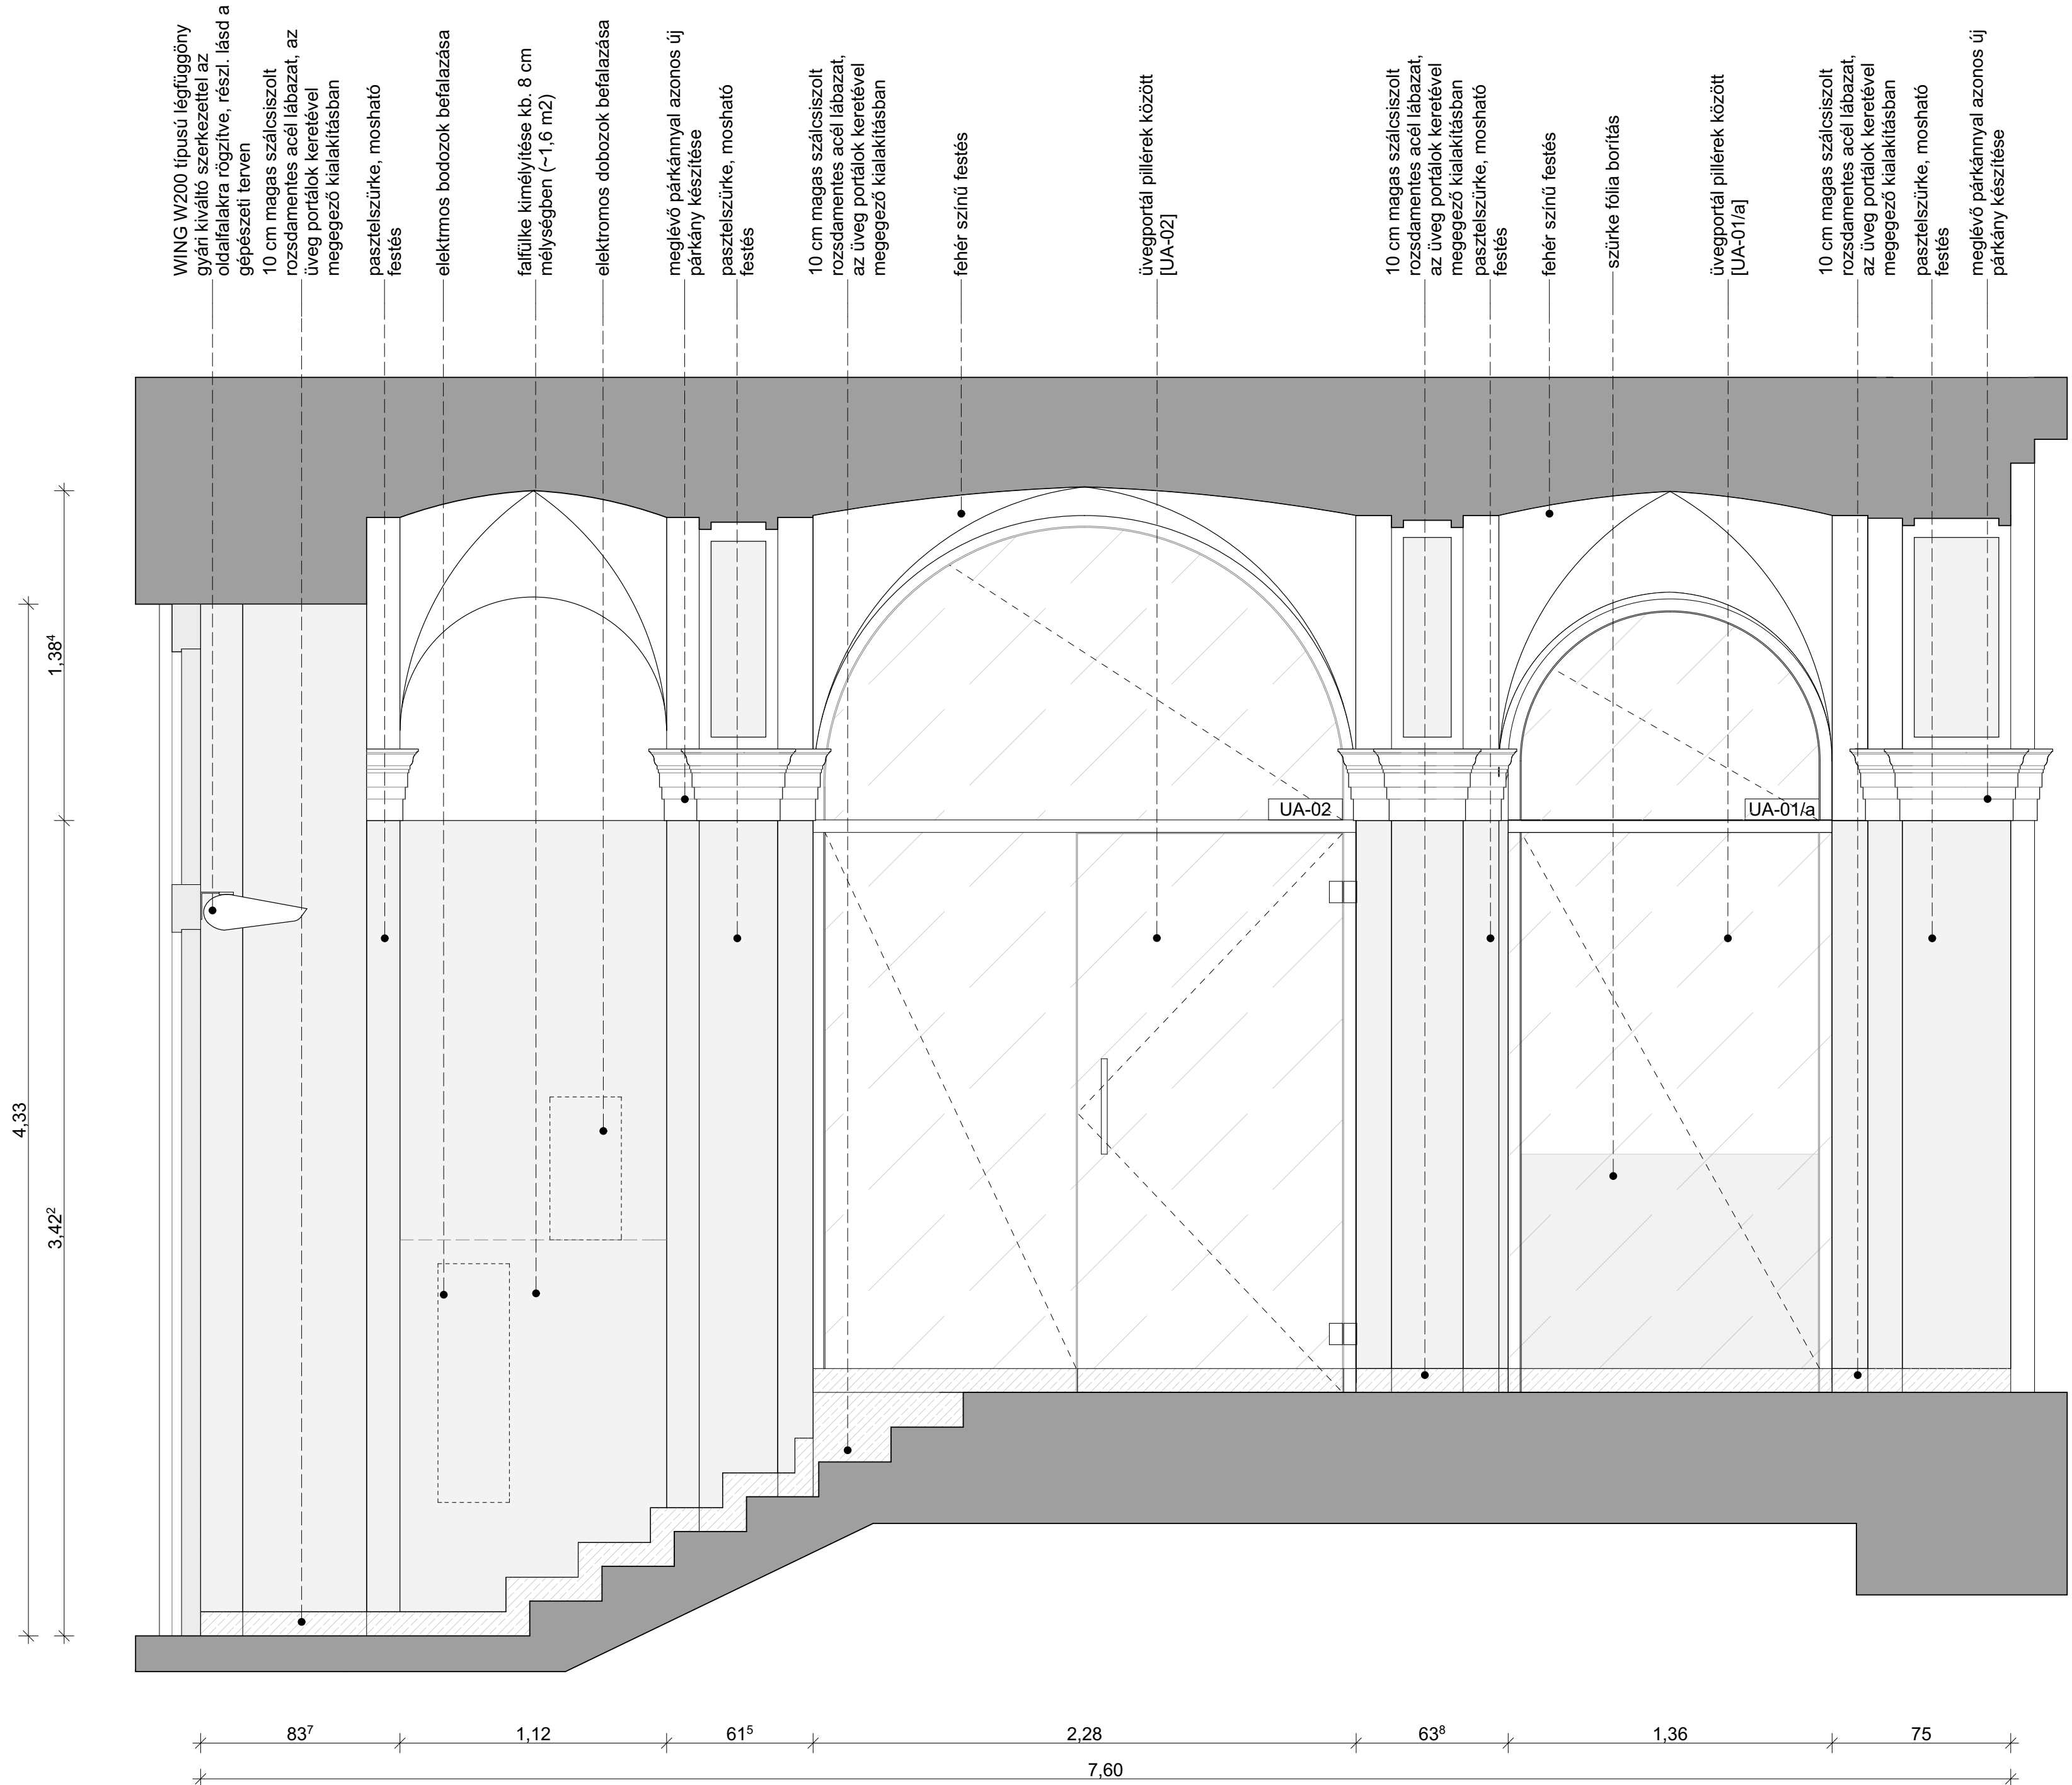 WING W200 típusú légfüggöny
gyári kiváltó szerkezettel az
oldalfalakra rögzítve, részl. lásd a
gépészeti terven
10 cm magas szálcsiszolt
rozsdamentes acél lábazat, az
üveg portálok keretével
megegező kialakításban
pasztelszürke, mosható
festés
elektrmos bodozok befalazása
falfülke kimélyítése kb. 8 cm
mélységben (~1,6 m2)
elektromos dobozok befalazása
meglévő párkánnyal azonos új
párkány készítése
pasztelszürke, mosható
festés
10 cm magas szálcsiszolt
rozsdamentes acél lábazat,
az üveg portálok keretével
megegező kialakításban
fehér színű festés
üvegportál pillérek között
[UA-02]
10 cm magas szálcsiszolt
rozsdamentes acél lábazat,
az üveg portálok keretével
megegező kialakításban
pasztelszürke, mosható
festés
fehér színű festés
szürke fólia borítás
üvegportál pillérek között
[UA-01/a]
10 cm magas szálcsiszolt
rozsdamentes acél lábazat,
az üveg portálok keretével
megegező kialakításban
pasztelszürke, mosható
festés
meglévő párkánnyal azonos új
párkány készítése
1,38⁴
4,33
3,42²
UA-02
UA-01/a
83⁷
1,12
61⁵
2,28
63⁸
1,36
75
7,60